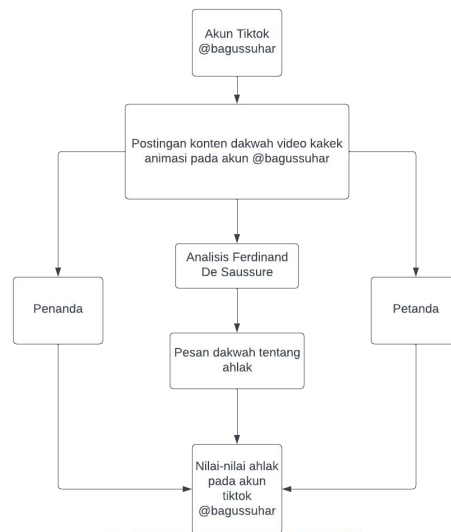 Akun Tiktok
@bagussuhar
Postingan konten dakwah video kakek
animasi pada akun @bagussuhar
Analisis Ferdinand
De Saussure
Penanda
Petanda
Pesan dakwah tentang
ahlak
Nilai-nilai ahlak
pada akun
tiktok
@bagussuhar